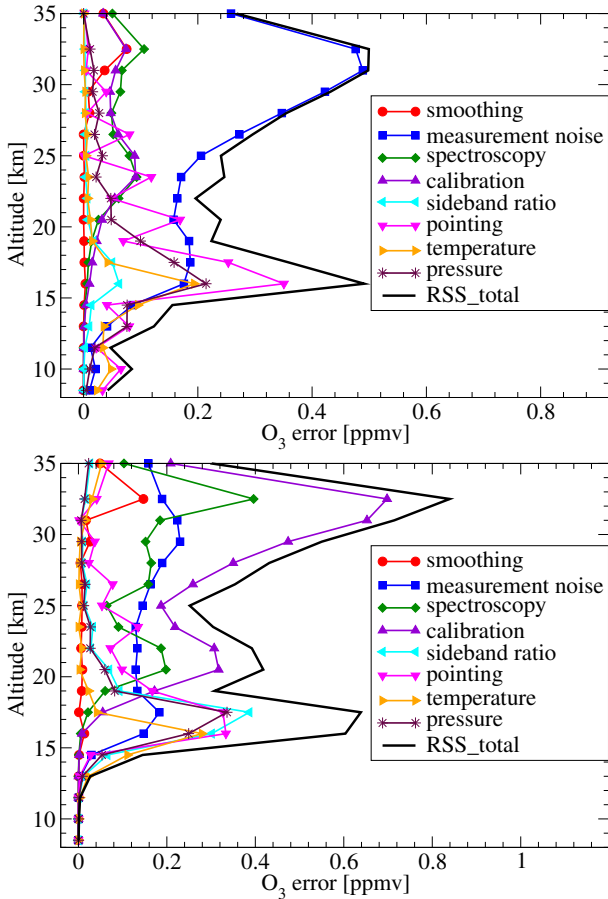 35
30
25
20
15
10
Altitude [km]
0
0.2
0.4
0.6
0.8
O3 error [ppmv]
smoothing
measurement noise
spectroscopy
calibration
sideband ratio
pointing
temperature
pressure
RSS_total
35
30
25
20
15
10
Altitude [km]
0
0.2
0.4
0.6
0.8
1
O3 error [ppmv]
smoothing
measurement noise
spectroscopy
calibration
sideband ratio
pointing
temperature
pressure
RSS_total